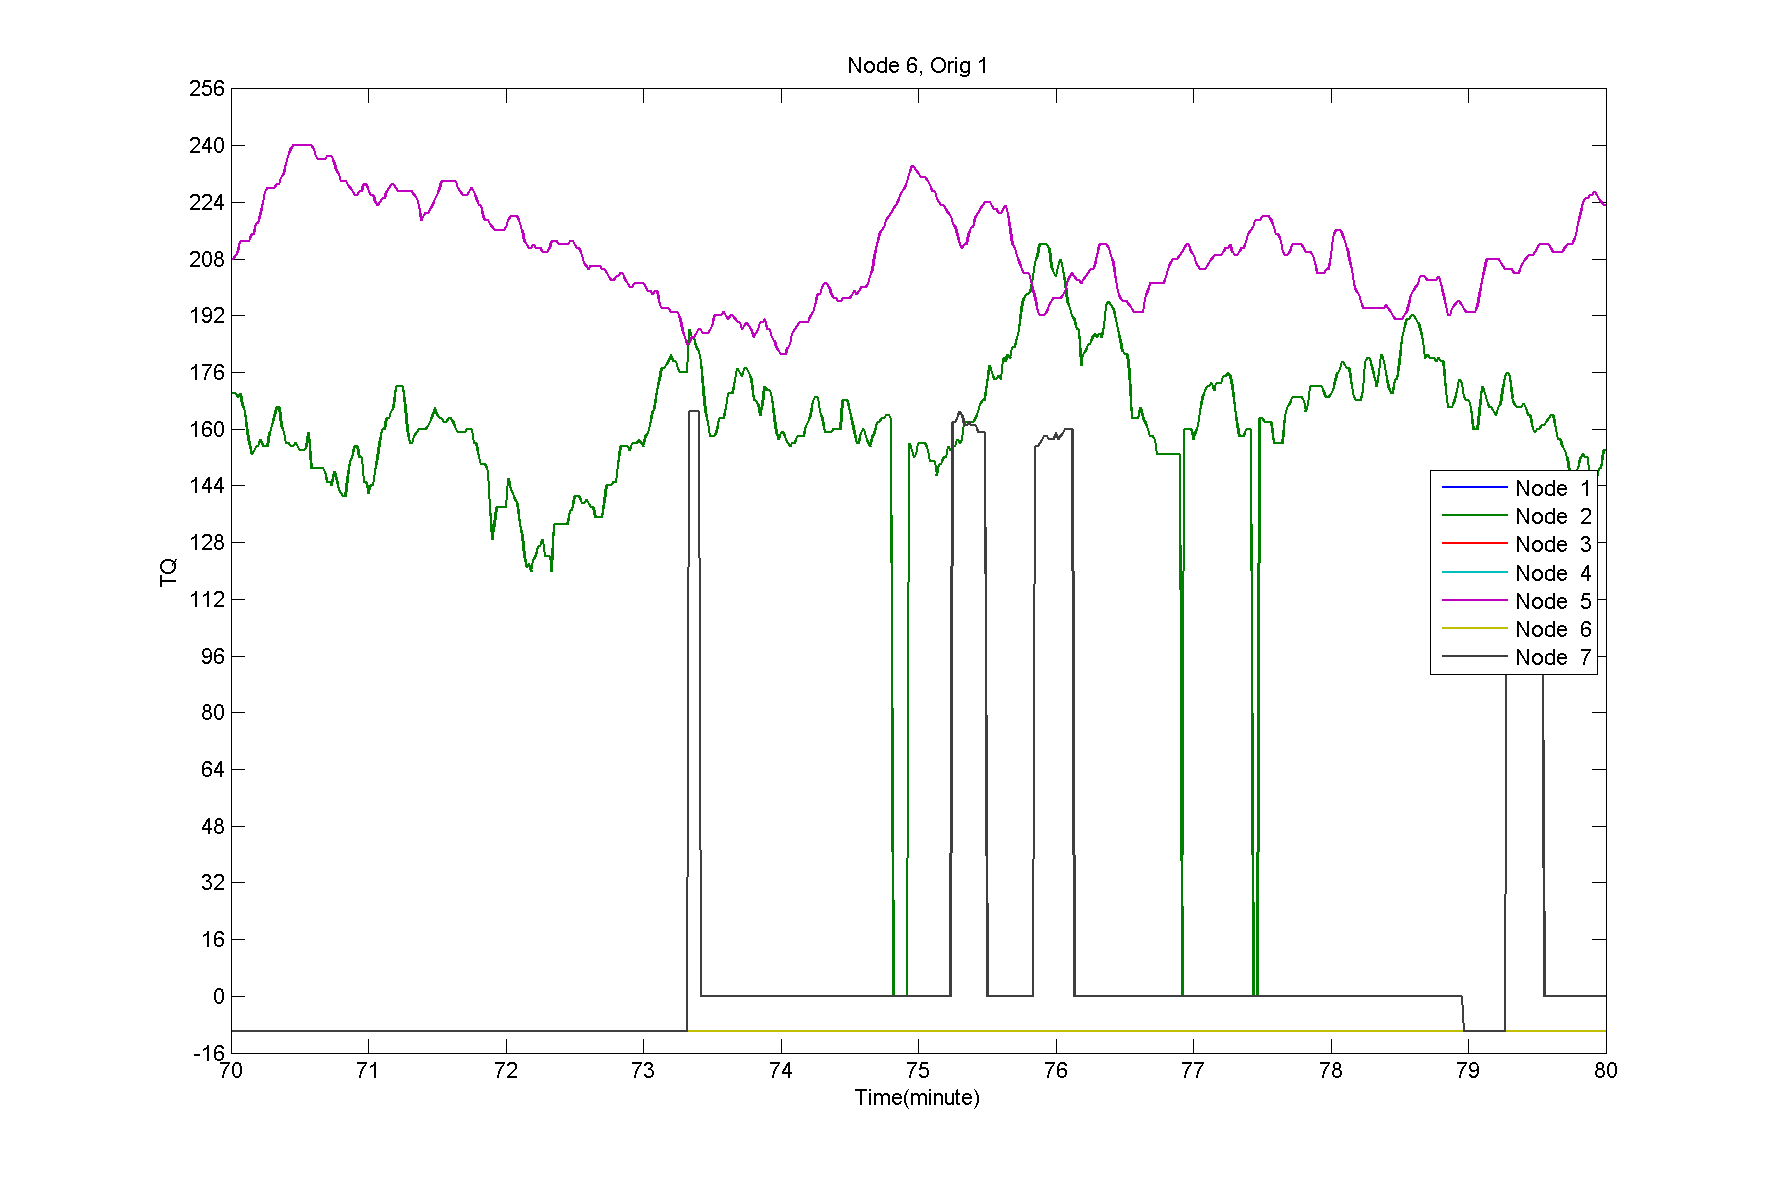 Node 6, Orig 1
256
240
224
208
192
176
160
144
128
112
96
80
64
48
32
16
0
-16
TQ
Node 1
Node 2
Node 3
Node 4
Node 5
Node 6
Node 7
70 71 72 73 74 75 76 77 78 79 80
Time(minute)